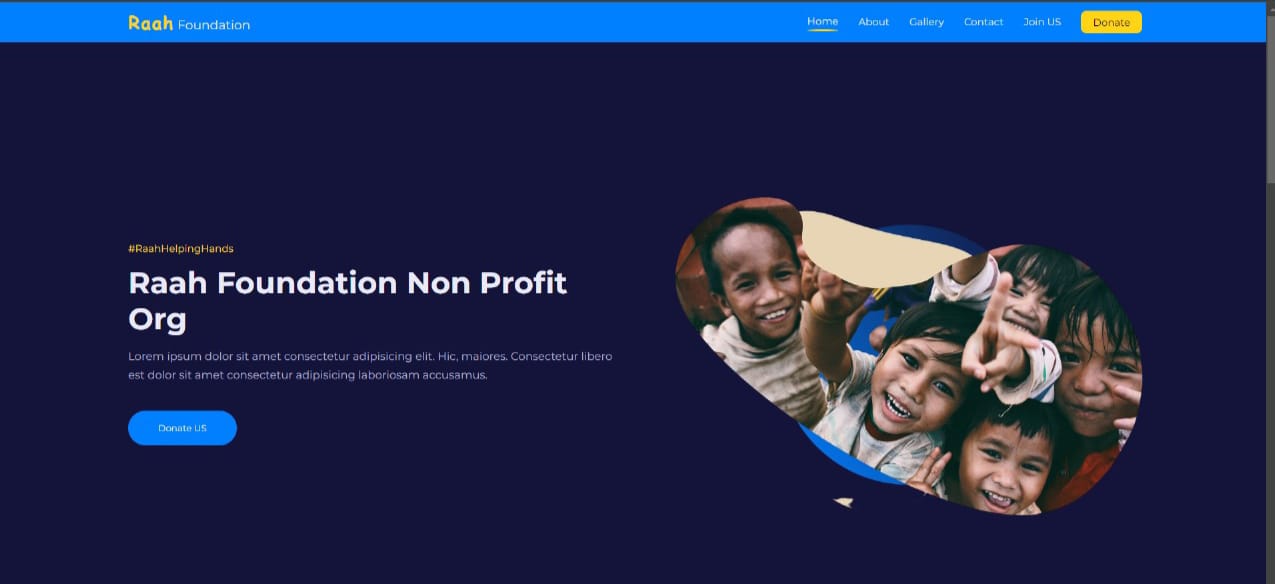 Raah Foundation
Home About Gallery Contact Join US Donate
#RaahHelpingHands
Raah Foundation Non Profit
Org
Lorem ipsum dolor sit amet consectetur adipisicing elit. Hic, maiores. Consectetur libero
est dolor sit amet consectetur adipisicing laboriosam accusamus.
Donate US